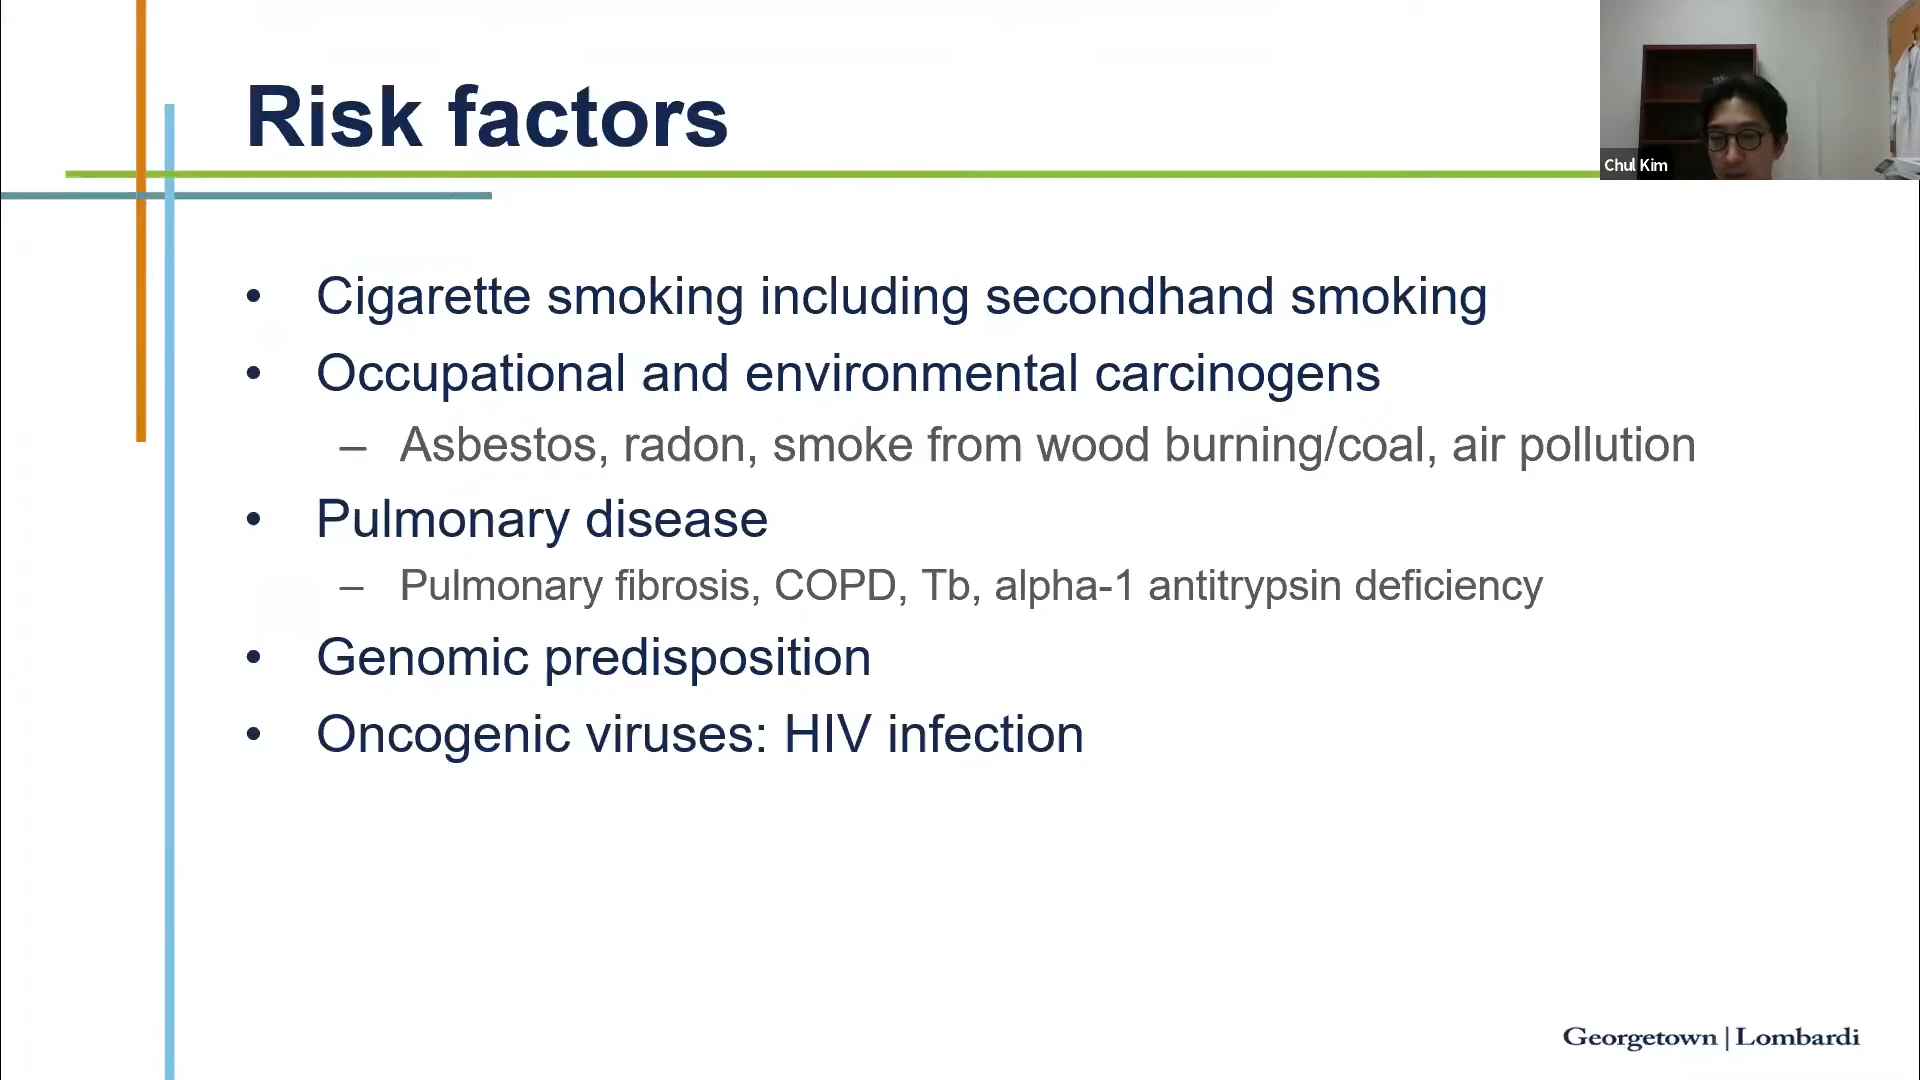 Risk factors
Chul Kim
• Cigarette smoking including secondhand smoking
• Occupational and environmental carcinogens
– Asbestos, radon, smoke from wood burning/coal, air pollution
• Pulmonary disease
– Pulmonary fibrosis, COPD, Tb, alpha-1 antitrypsin deficiency
• Genomic predisposition
• Oncogenic viruses: HIV infection
Georgetown | Lombardi